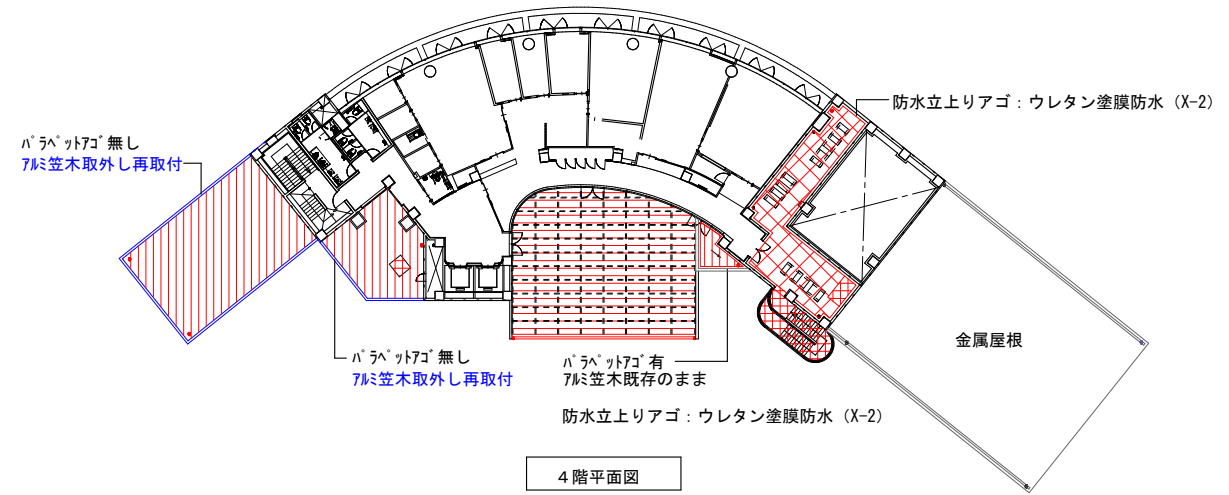 防水立上りアゴ：ウレタン塗膜防水（X-2）
ﾊﾟﾗﾍﾟｯﾄｱｺﾞ無し
ｱﾙﾐ笠木取外し再取付
金属屋根
ﾊﾟﾗﾍﾟｯﾄｱｺﾞ無し
ｱﾙﾐ笠木取外し再取付
ﾊﾟﾗﾍﾟｯﾄｱｺﾞ有
ｱﾙﾐ笠木既存のまま
防水立上りアゴ：ウレタン塗膜防水（X-2）
４階平面図